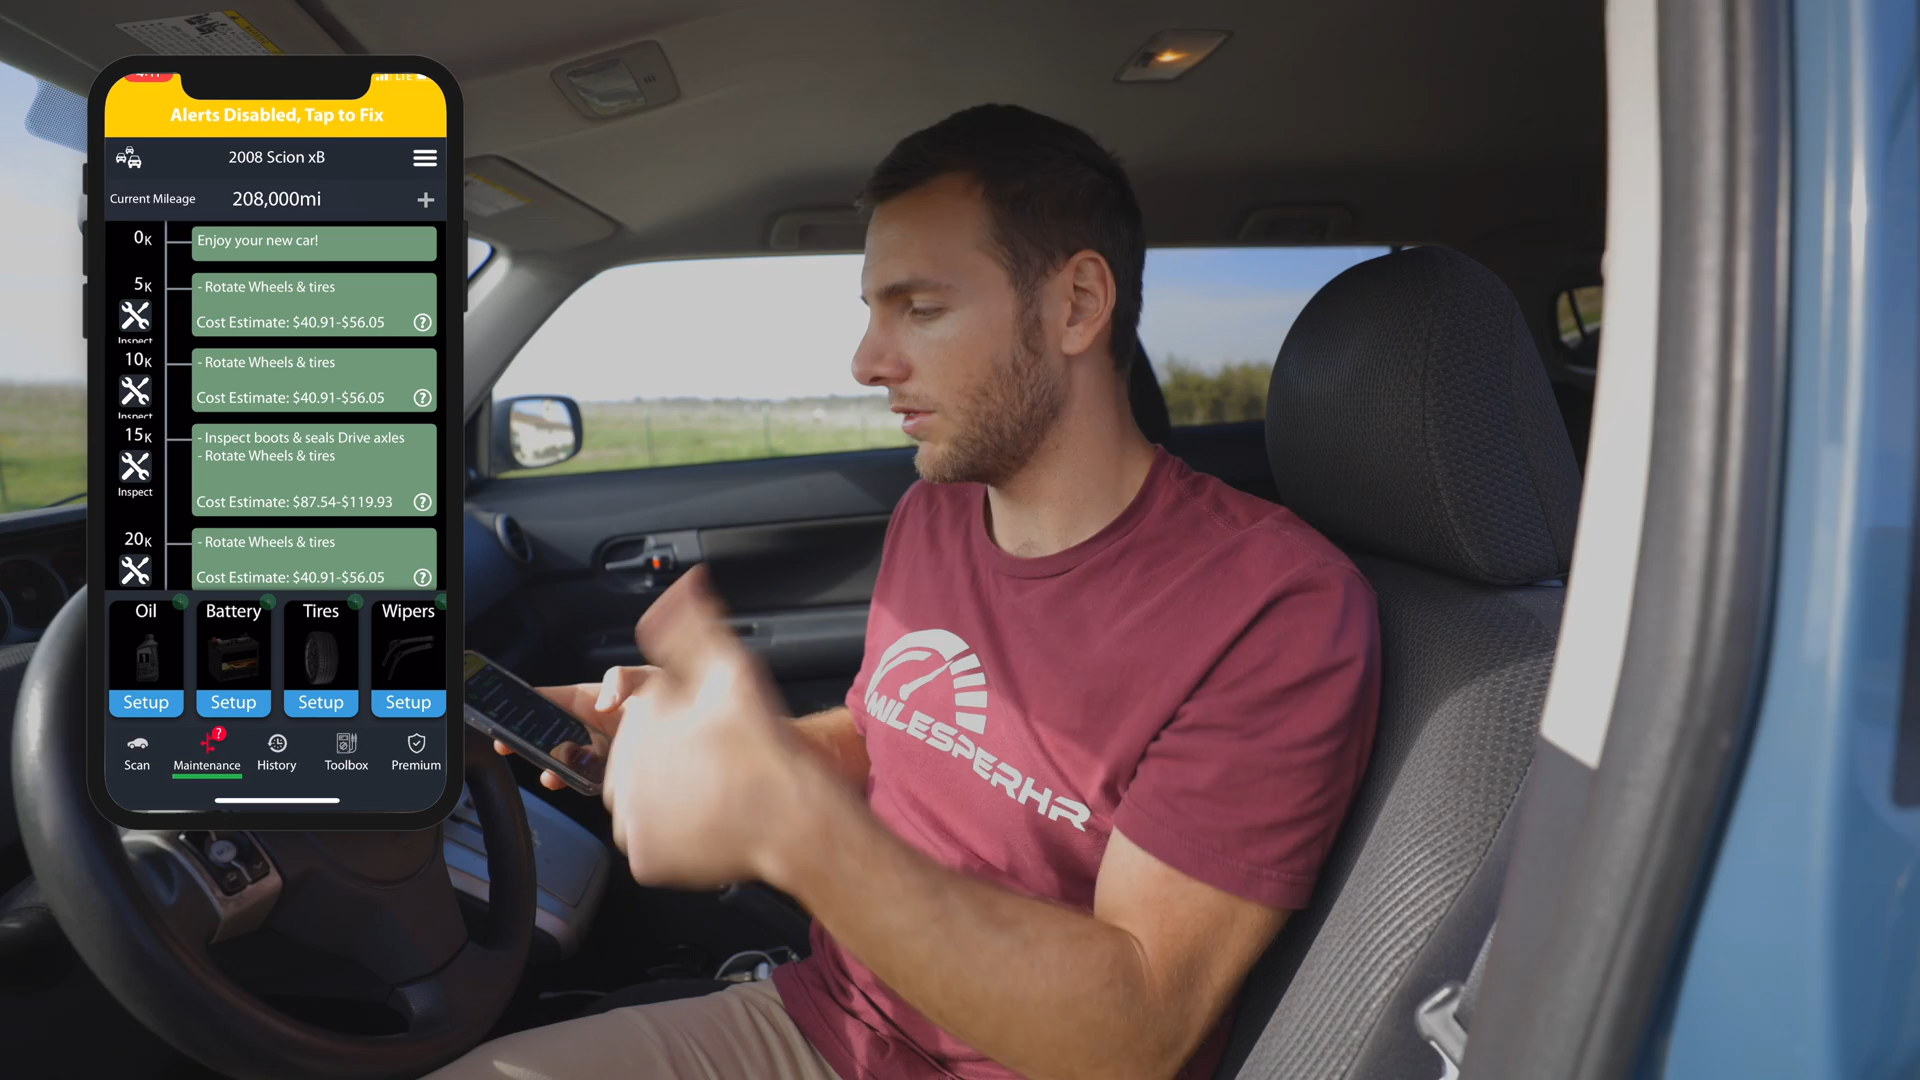 Alerts Disabled, Tap to Fix
2008 Scion xB
Current Mileage 208,000mi +
0K
Enjoy your new car!
5K
- Rotate Wheels & tires
Cost Estimate: $40.91-$56.05 ?
Inspect
10K
- Rotate Wheels & tires
Cost Estimate: $40.91-$56.05 ?
Inspect
15K
- Inspect boots & seals Drive axles
- Rotate Wheels & tires
Inspect
Cost Estimate: $87.54-$119.93 ?
20K
- Rotate Wheels & tires
Cost Estimate: $40.91-$56.05 ?
Oil Battery Tires Wipers
Setup Setup Setup Setup
?
Scan Maintenance History Toolbox Premium
MILESPERHR